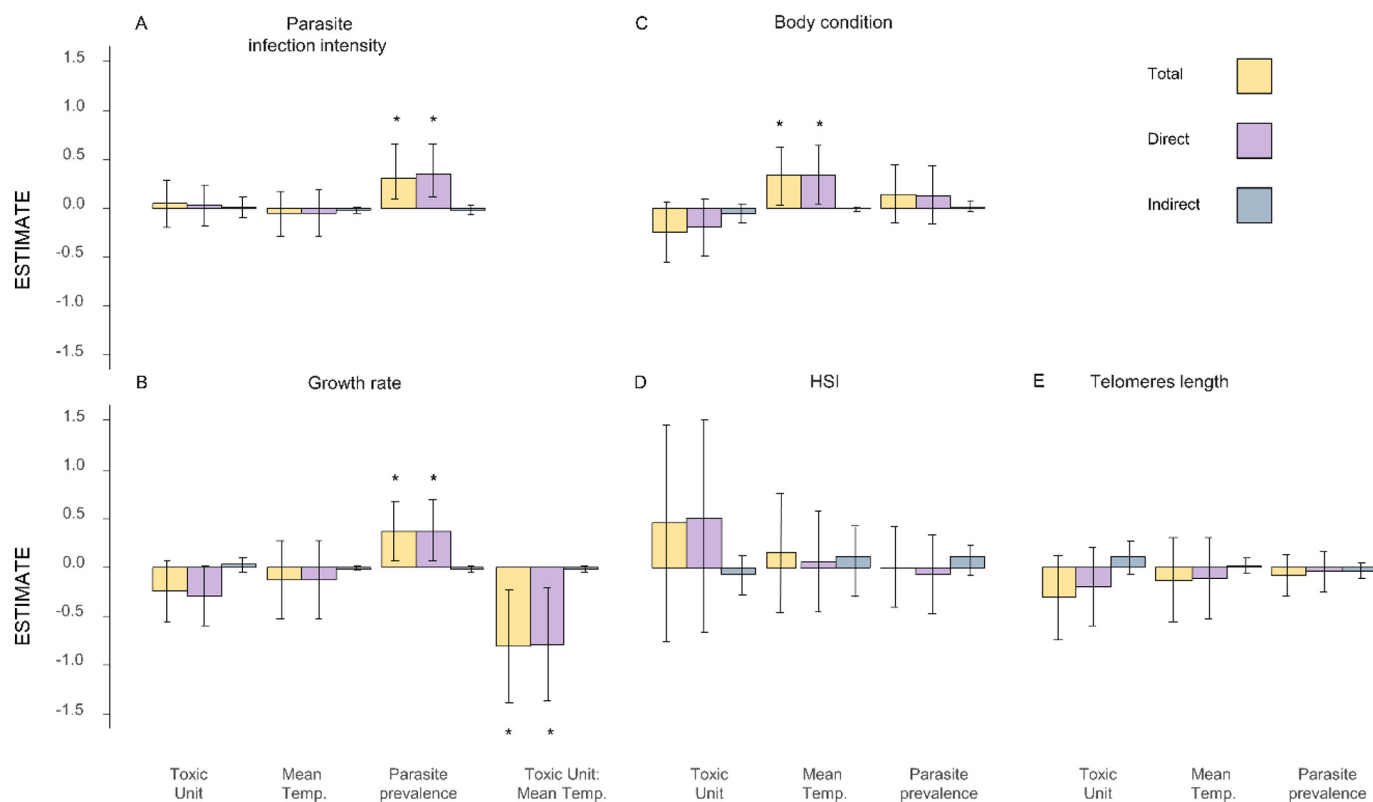 A
Parasite
infection intensity
C
Body condition
1.5
1.0
0.5
0.0
-0.5
-1.0
-1.5
ESTIMATE
* *
* *
Total
Direct
Indirect
B
Growth rate
D
HSI
E
Telomeres length
1.5
1.0
0.5
0.0
-0.5
-1.0
-1.5
ESTIMATE
* *
* *
Toxic
Unit
Mean
Temp.
Parasite
prevalence
Toxic Unit:
Mean Temp.
Toxic
Unit
Mean
Temp.
Parasite
prevalence
Toxic
Unit
Mean
Temp.
Parasite
prevalence